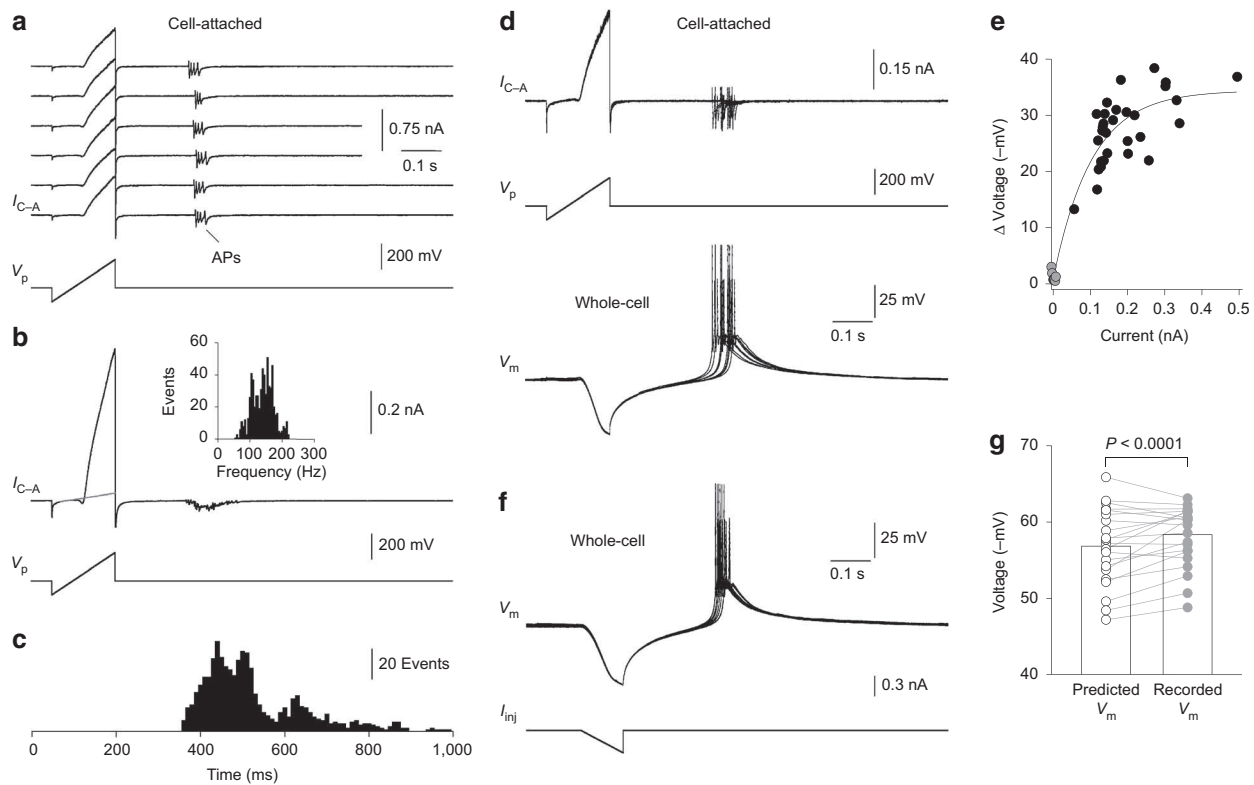 a
Cell-attached
0.75 nA
0.1 s
I C–A
APs
200 mV
V p
b
60
40
20
0
Events
0 100 200 300
Frequency (Hz)
0.2 nA
I C–A
200 mV
V p
c
20 Events
0 200 400 600 800 1,000
Time (ms)
d
Cell-attached
I C–A
0.15 nA
V p
200 mV
Whole-cell
25 mV
0.1 s
V m
e
40
30
20
10
0
Δ Voltage (–mV)
0 0.1 0.2 0.3 0.4 0.5
Current (nA)
f
Whole-cell
25 mV
0.1 s
V m
0.3 nA
I inj
g
70
60
50
40
Voltage (–mV)
P < 0.0001
Predicted Recorded
V m V m